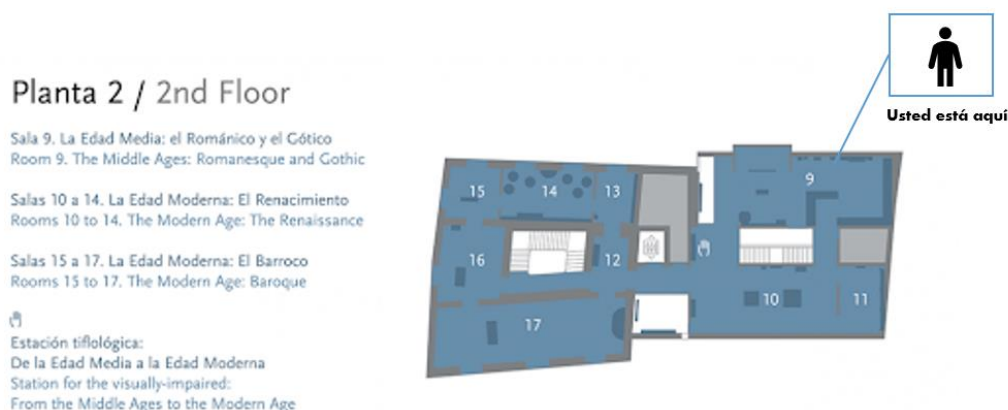 Planta 2 / 2nd Floor
Sala 9. La Edad Media: el Románico y el Gótico
Room 9. The Middle Ages: Romanesque and Gothic
Salas 10 a 14. La Edad Moderna: El Renacimiento
Rooms 10 to 14. The Modern Age: The Renaissance
Salas 15 a 17. La Edad Moderna: El Barroco
Rooms 15 to 17. The Modern Age: Baroque
Estación tiflológica:
De la Edad Media a la Edad Moderna
Station for the visually-impaired:
From the Middle Ages to the Modern Age
Usted está aquí
15
14
13
9
16
12
10
11
17